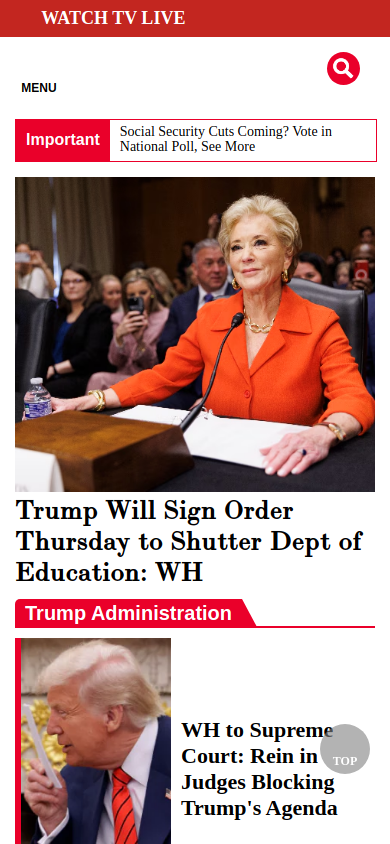 WATCH TV LIVE
MENU
Important
Social Security Cuts Coming? Vote in
National Poll, See More
Trump Will Sign Order
Thursday to Shutter Dept of
Education: WH
Trump Administration
WH to Supreme
Court: Rein in
Judges Blocking
Trump's Agenda
TOP